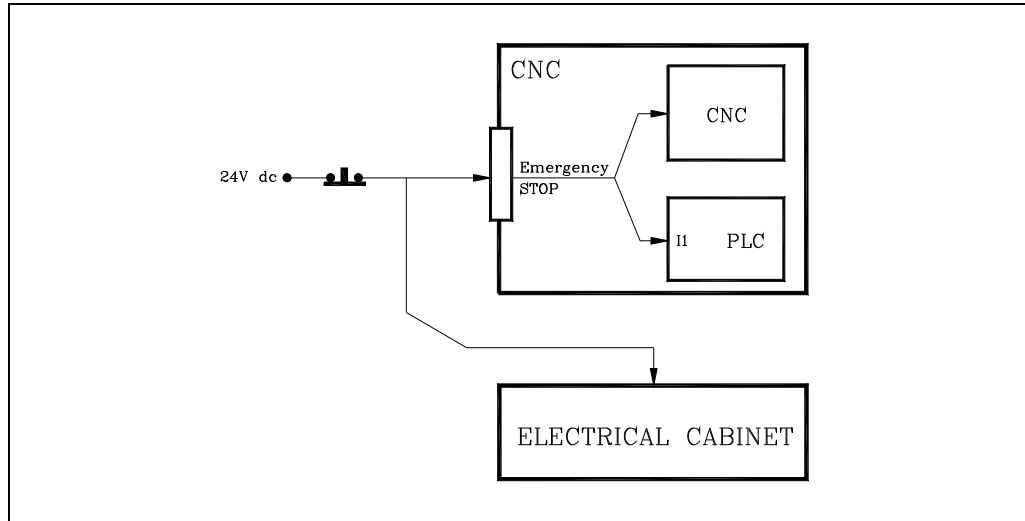 CNC
CNC
24V dc
Emergency
STOP
I1 PLC
ELECTRICAL CABINET